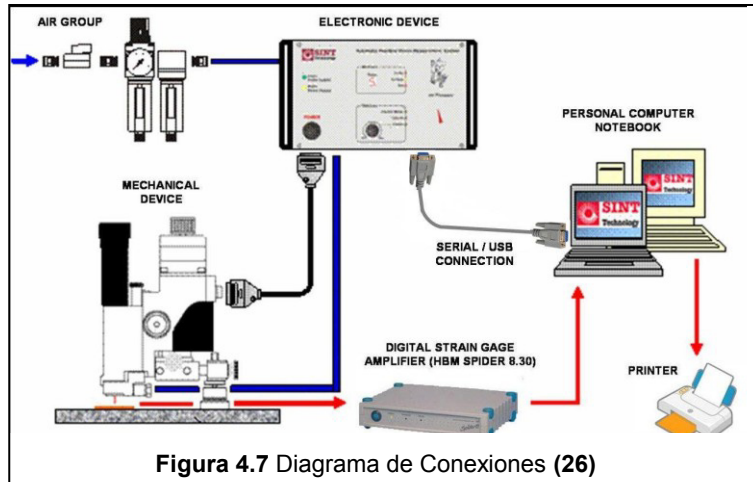 AIR GROUP
ELECTRONIC DEVICE
SINT
PERSONAL COMPUTER
NOTEBOOK
SINT
Technology
SINT
Technology
MECHANICAL
DEVICE
SERIAL / USB
CONNECTION
DIGITAL STRAIN GAGE
AMPLIFIER (HBM SPIDER 8.30)
PRINTER
Figura 4.7 Diagrama de Conexiones (26)